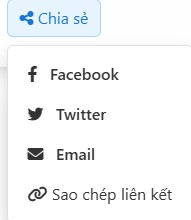 Chia sẻ
Facebook
Twitter
Email
Sao chép liên kết